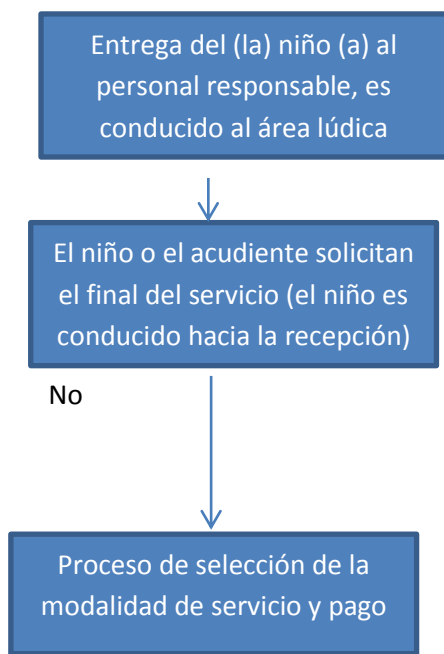 Entrega del (la) niño (a) al
personal responsable, es
conducido al área lúdica
El niño o el acudiente solicitan
el final del servicio (el niño es
conducido hacia la recepción)
No
Proceso de selección de la
modalidad de servicio y pago